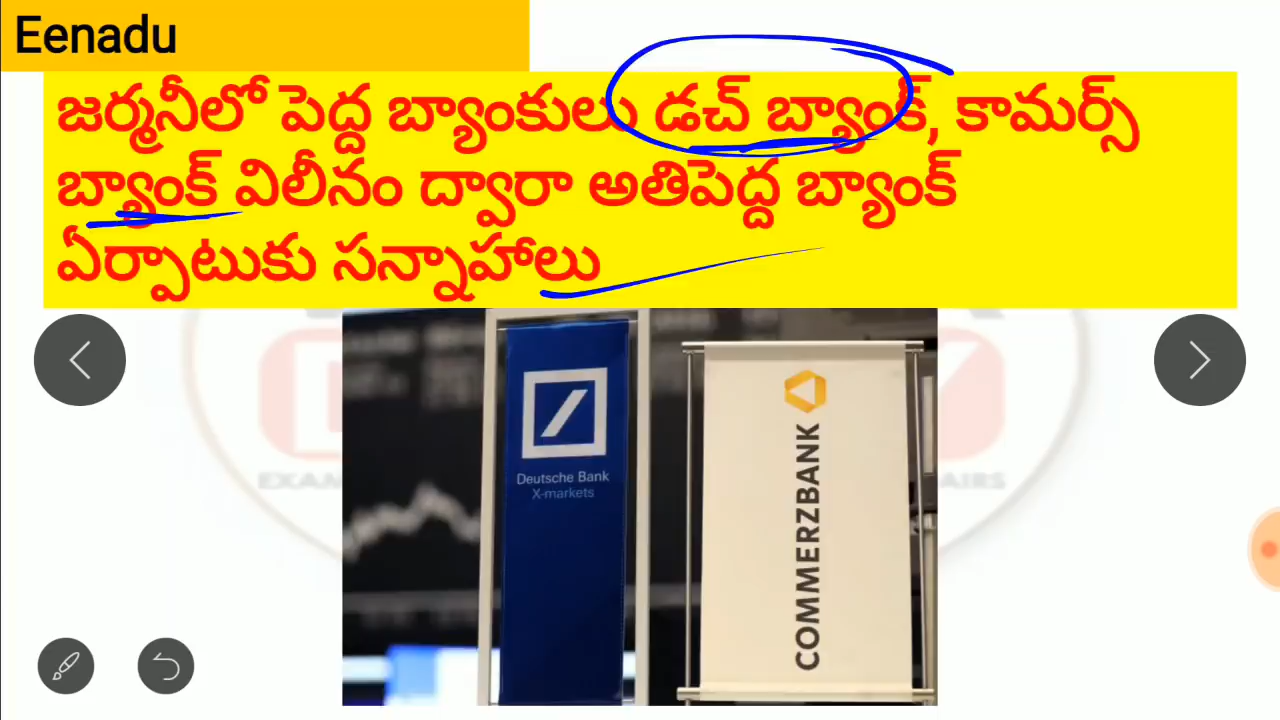 Eenadu
జర్మనీలో పెద్ద బ్యాంకులు డచ్ బ్యాంక్, కామర్స్
బ్యాంక్ విలీనం ద్వారా అతిపెద్ద బ్యాంక్
ఏర్పాటుకు సన్నాహాలు
Deutsche Bank
X-markets
COMMERZBANK